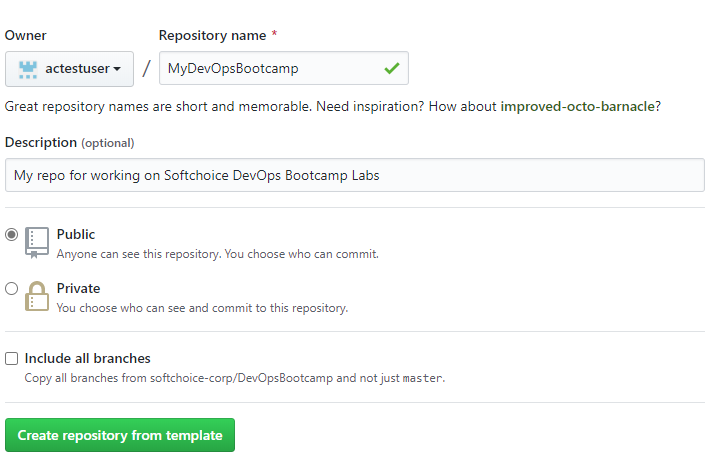 Owner
Repository name *
actestuser / MyDevOpsBootcamp
Great repository names are short and memorable. Need inspiration? How about improved-octo-barnacle?
Description (optional)
My repo for working on Softchoice DevOps Bootcamp Labs
Public
Anyone can see this repository. You choose who can commit.
Private
You choose who can see and commit to this repository.
Include all branches
Copy all branches from softchoice-corp/DevOpsBootcamp and not just master.
Create repository from template